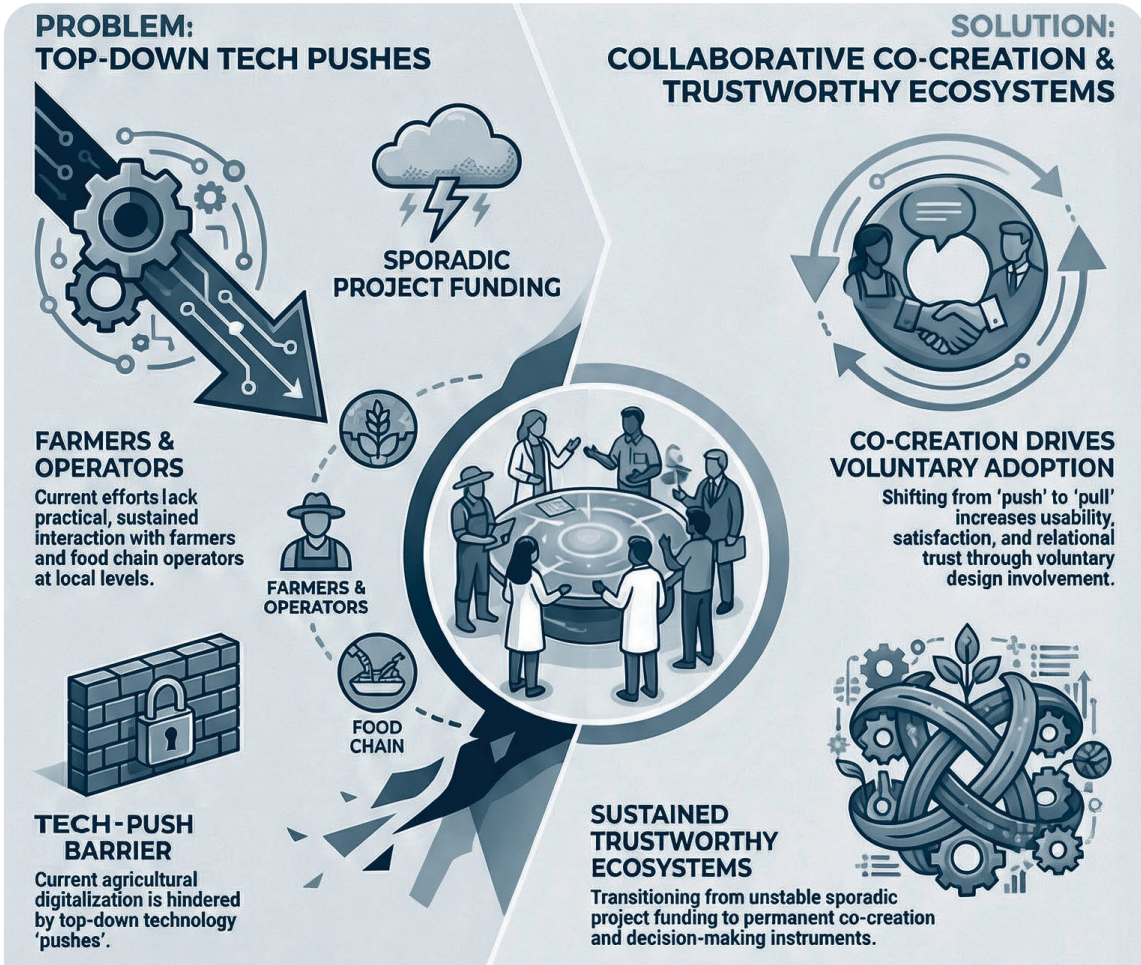 PROBLEM:
TOP-DOWN TECH PUSHES
SPORADIC
PROJECT FUNDING
FARMERS &
OPERATORS
Current efforts lack
practical, sustained
interaction with farmers
and food chain operators
at local levels.
FARMERS &
OPERATORS
FOOD
CHAIN
TECH-PUSH
BARRIER
Current agricultural
digitalization is hindered
by top-down technology
'pushes'.
SOLUTION:
COLLABORATIVE CO-CREATION &
TRUSTWORTHY ECOSYSTEMS
CO-CREATION DRIVES
VOLUNTARY ADOPTION
Shifting from 'push' to 'pull'
increases usability,
satisfaction, and relational
trust through voluntary
design involvement.
SUSTAINED
TRUSTWORTHY
ECOSYSTEMS
Transitioning from unstable sporadic
project funding to permanent co-creation
and decision-making instruments.